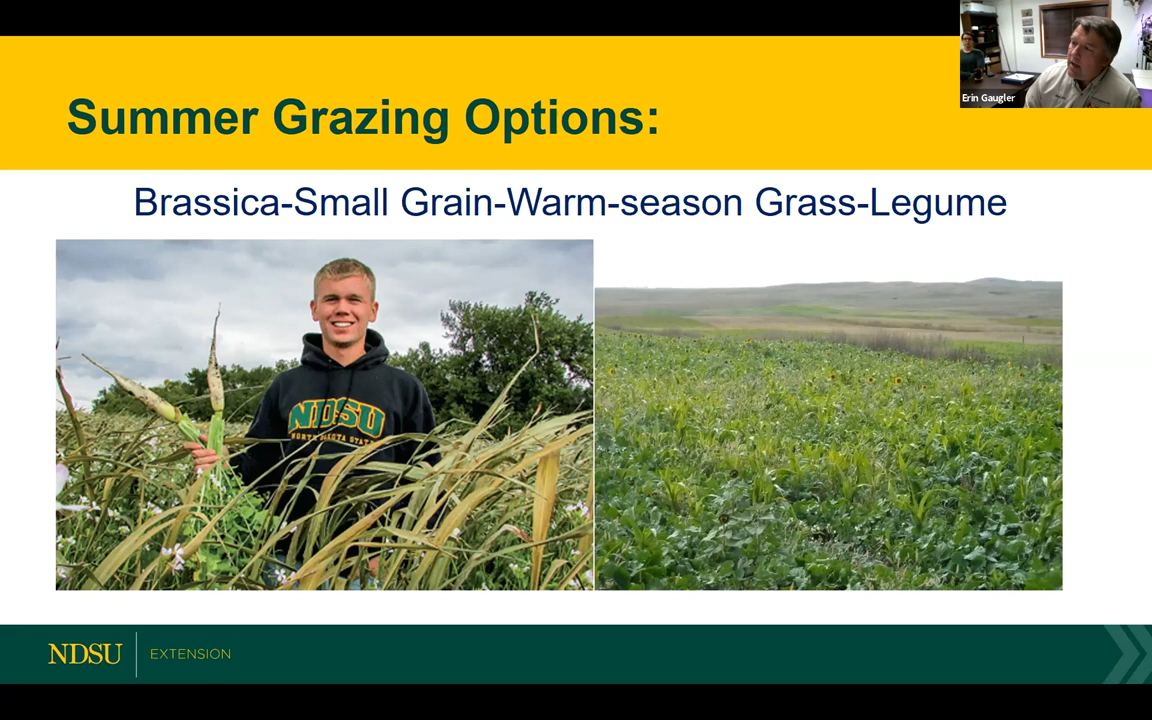 Erin Gaugler
Summer Grazing Options:
Brassica-Small Grain-Warm-season Grass-Legume
NDSU
NORTH DAKOTA STATE
NDSU
EXTENSION